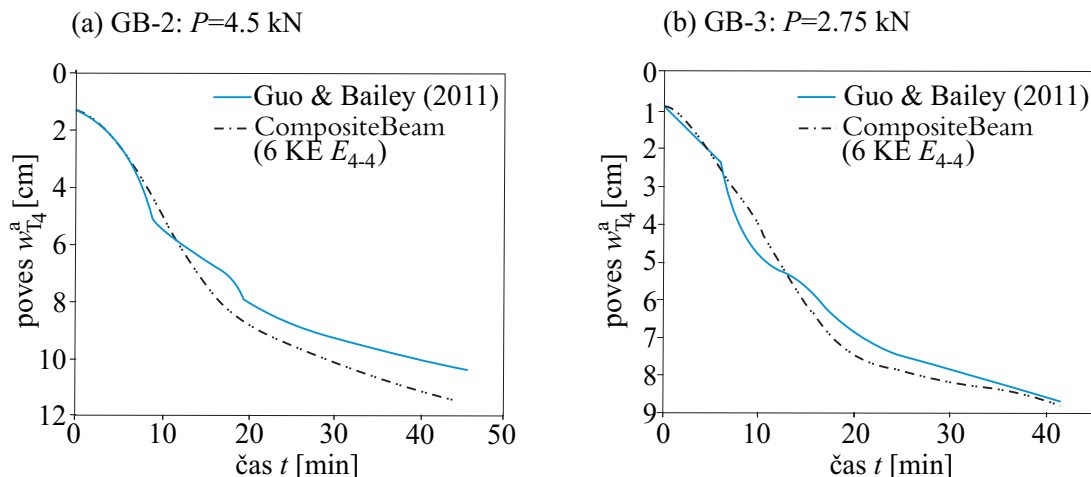 (a) GB-2: P=4.5 kN
0
2
4
6
8
10
12
0 10 20 30 40 50
poves w^a_T4 [cm]
čas t [min]
Guo & Bailey (2011)
CompositeBeam
(6 KE E4-4)
(b) GB-3: P=2.75 kN
0
1
2
3
4
5
6
7
8
9
0 10 20 30 40
poves w^a_T4 [cm]
čas t [min]
Guo & Bailey (2011)
CompositeBeam
(6 KE E4-4)